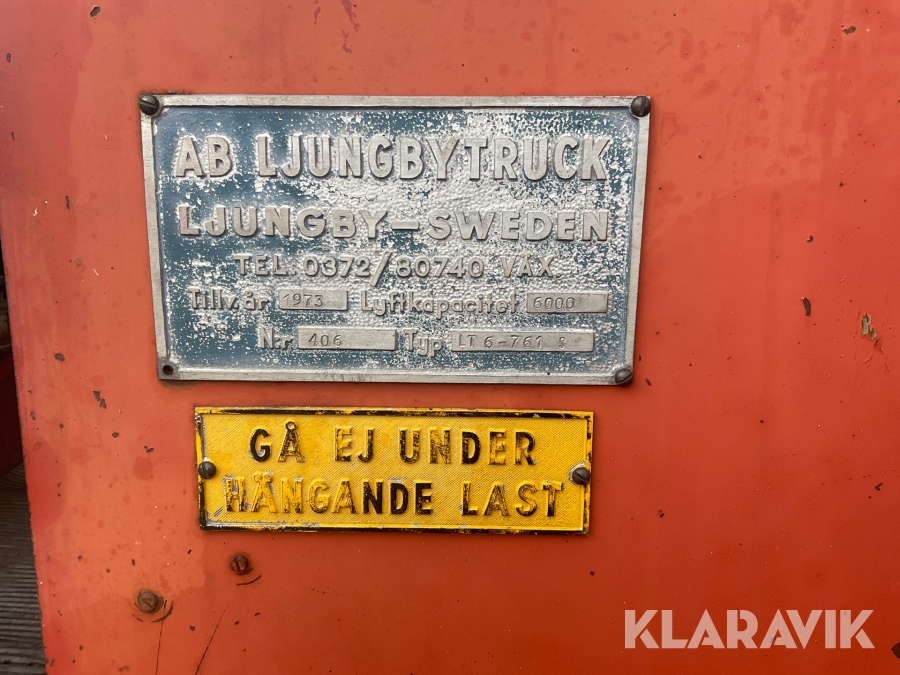 AB LJUNGBYTRUCK
LJUNGBY–SWEDEN
TEL. 0372/80740 VÄX
Tillv. år 1973 Lyftkapacitet 6000
Nr 406 Typ LT 6-761 S
GÅ EJ UNDER
HÄNGANDE LAST
KLARAVIK